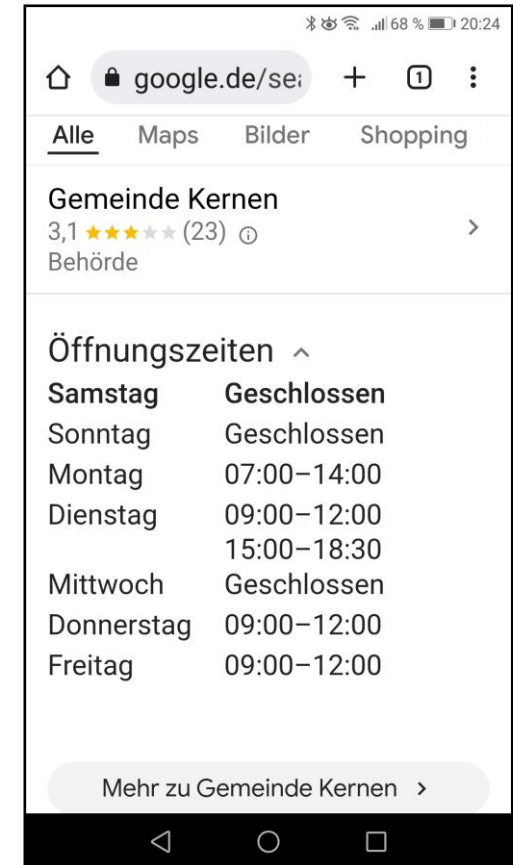 68 % 20:24
google.de/sea
1
Alle Maps Bilder Shopping
Gemeinde Kernen
3,1 (23)
Behörde
Öffnungszeiten
Samstag Geschlossen
Sonntag Geschlossen
Montag 07:00–14:00
Dienstag 09:00–12:00
15:00–18:30
Mittwoch Geschlossen
Donnerstag 09:00–12:00
Freitag 09:00–12:00
Mehr zu Gemeinde Kernen